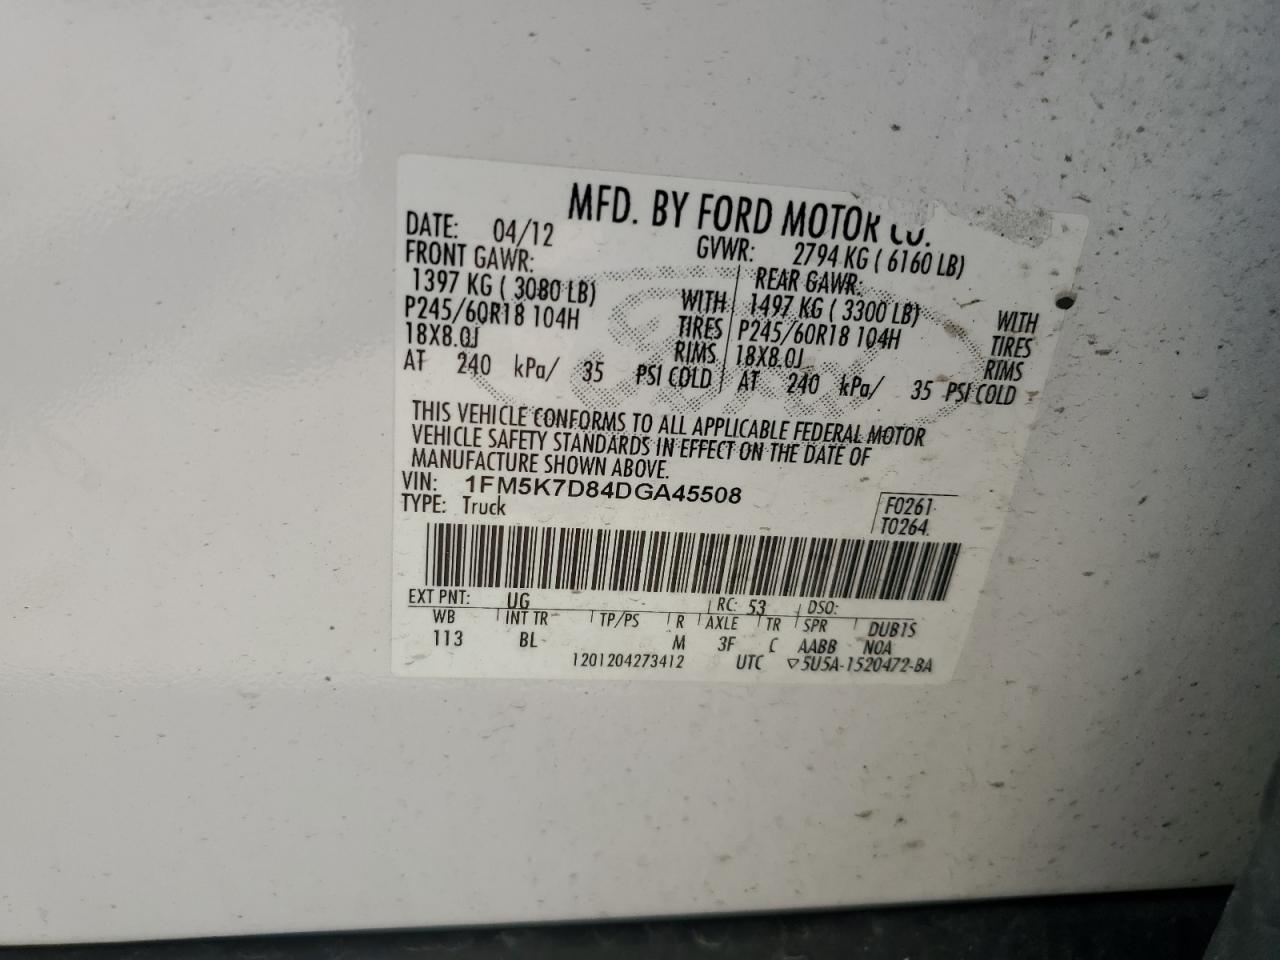 MFD. BY FORD MOTOR CO.
DATE: 04/12 GVWR: 2794 KG ( 6160 LB)
FRONT GAWR: REAR GAWR:
1397 KG ( 3080 LB) WITH 1497 KG ( 3300 LB) WITH
P245/60R18 104H TIRES P245/60R18 104H TIRES
18X8.0J RIMS 18X8.0J RIMS
AT 240 kPa/ 35 PSI COLD AT 240 kPa/ 35 PSI COLD
THIS VEHICLE CONFORMS TO ALL APPLICABLE FEDERAL MOTOR
VEHICLE SAFETY STANDARDS IN EFFECT ON THE DATE OF
MANUFACTURE SHOWN ABOVE.
VIN: 1FM5K7D84DGA45508
TYPE: Truck
F0261
T0264
EXT PNT: UG RC: 53 DSO:
WB INT TR TP/PS R AXLE TR SPR DUB1S
113 BL M 3F C AABB NOA
1201204273412 UTC ▽5U5A-1520472-BA